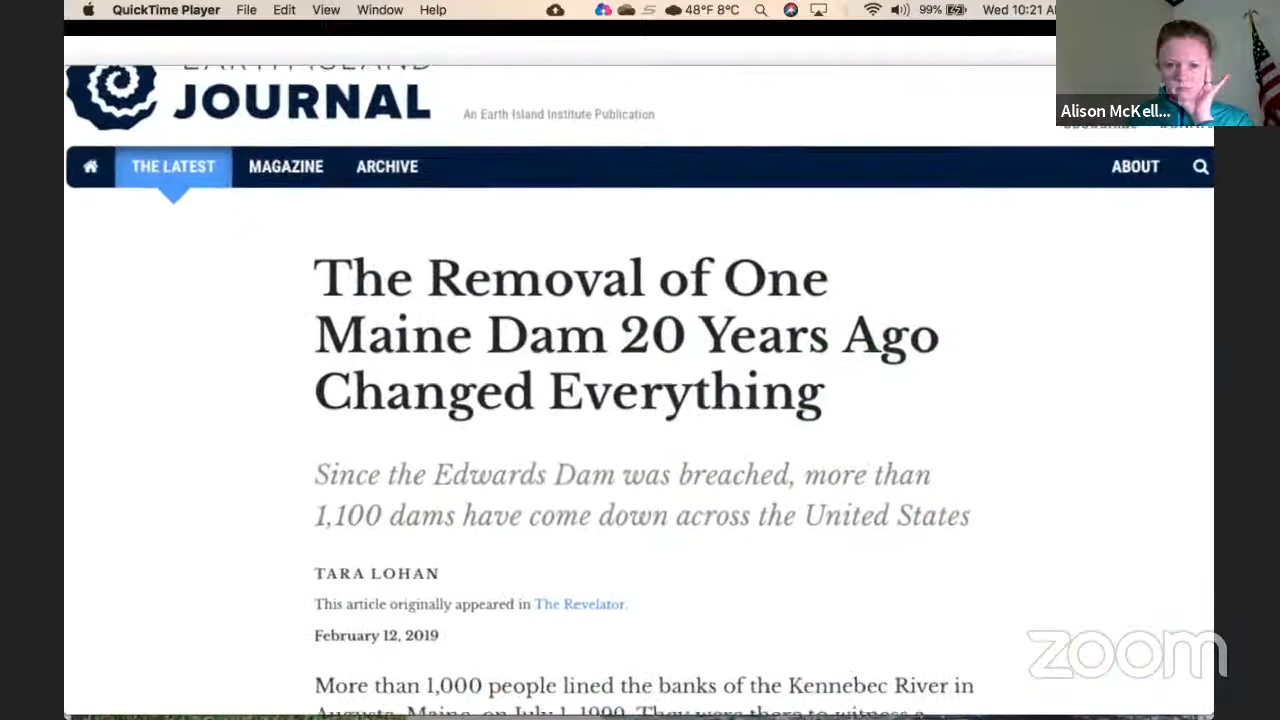 QuickTime Player File Edit View Window Help 48°F 8°C 99% Wed 10:21 A
Alison McKell...
JOURNAL
An Earth Island Institute Publication
THE LATEST MAGAZINE ARCHIVE ABOUT
The Removal of One
Maine Dam 20 Years Ago
Changed Everything
Since the Edwards Dam was breached, more than
1,100 dams have come down across the United States
TARA LOHAN
This article originally appeared in The Revelator.
February 12, 2019
More than 1,000 people lined the banks of the Kennebec River in
zoom